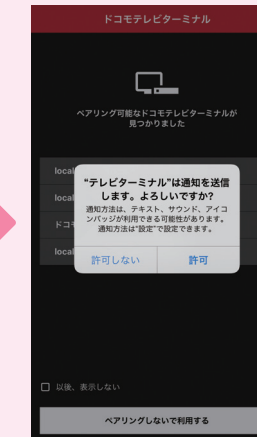 ドコモテレビターミナル
ペアリング可能なドコモテレビターミナルが
見つかりました
local
local
ドコモ
local
“テレビターミナル”は通知を送信
します。よろしいですか?
通知方法は、テキスト、サウンド、アイコ
ンバッジが利用できる可能性があります。
通知方法は“設定”で設定できます。
許可しない
許可
以後、表示しない
ペアリングしないで利用する